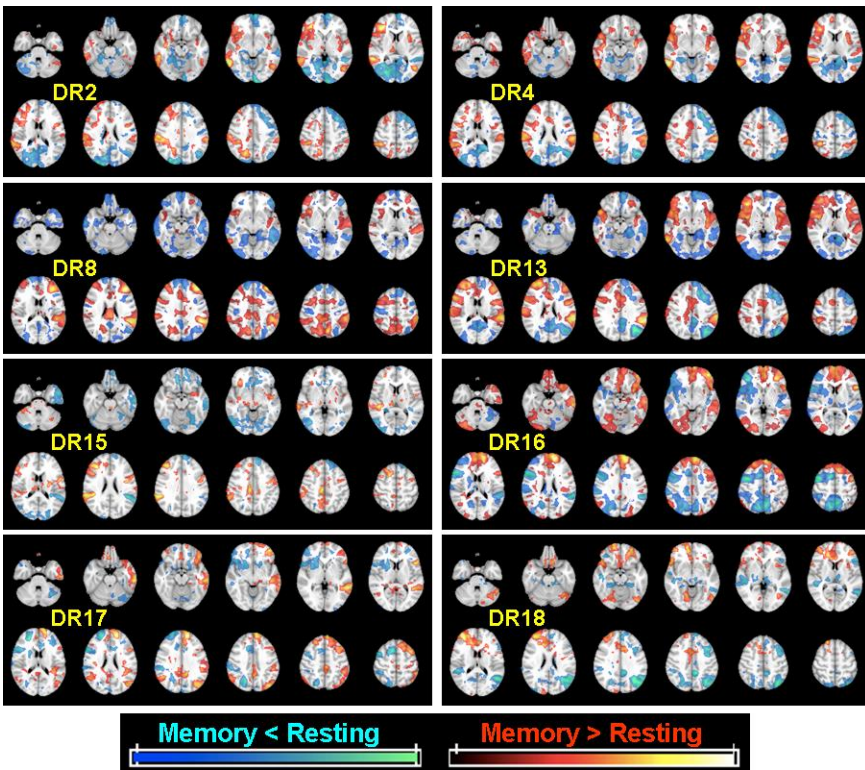 DR2
DR4
DR8
DR13
DR15
DR16
DR17
DR18
Memory < Resting
Memory > Resting